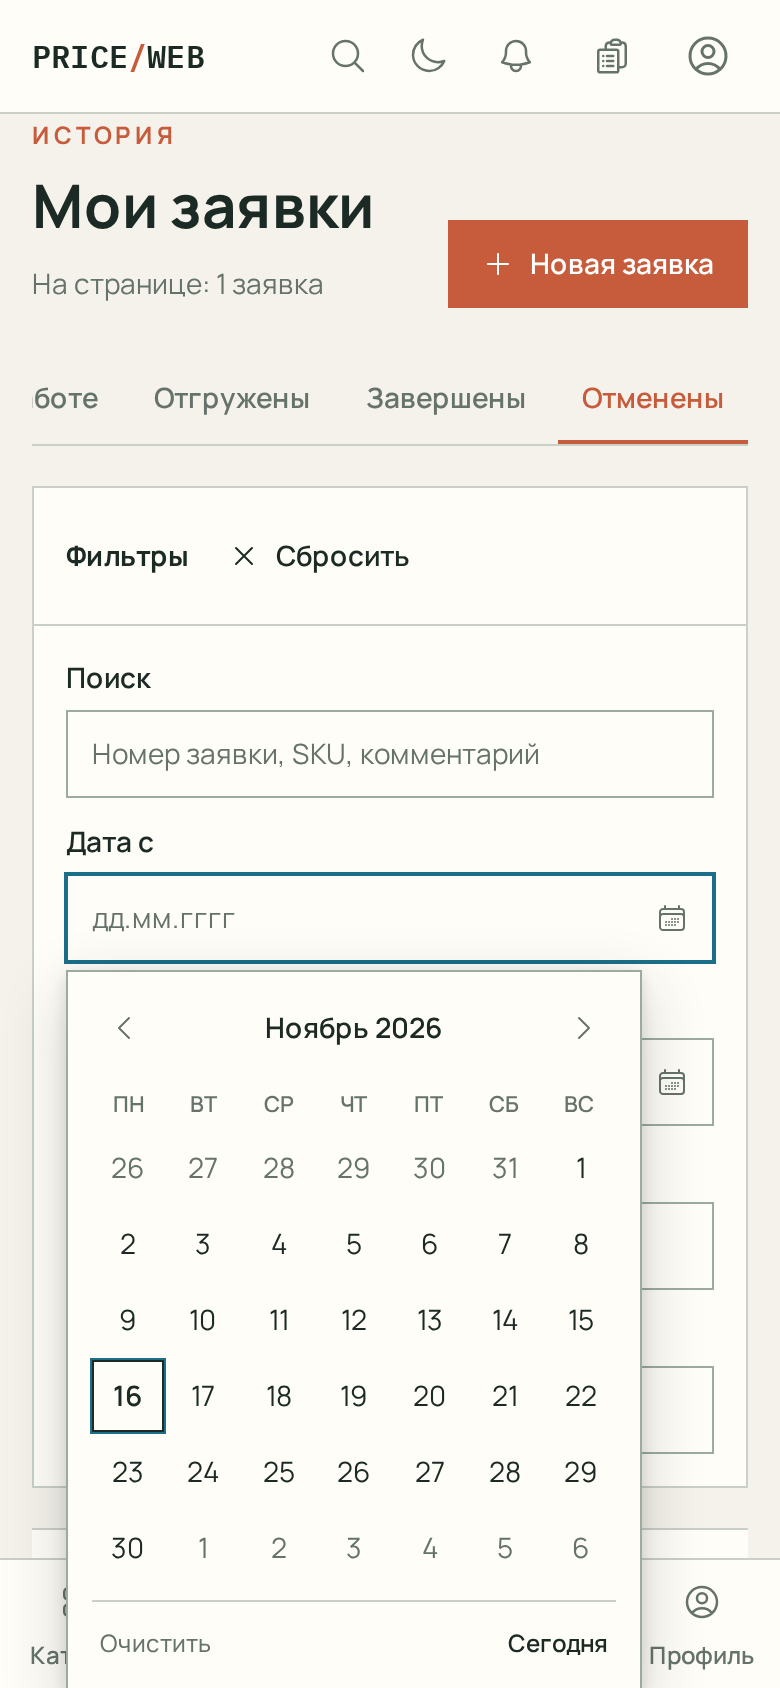 PRICE/WEB
ИСТОРИЯ
Мои заявки
На странице: 1 заявка
Новая заявка
боте Отгружены Завершены Отменены
Фильтры Сбросить
Поиск
Номер заявки, SKU, комментарий
Дата с
дд.мм.гггг
Ноябрь 2026
ПН ВТ СР ЧТ ПТ СБ ВС
26 27 28 29 30 31 1
2 3 4 5 6 7 8
9 10 11 12 13 14 15
16 17 18 19 20 21 22
23 24 25 26 27 28 29
30 1 2 3 4 5 6
Очистить Сегодня
Кат Профиль